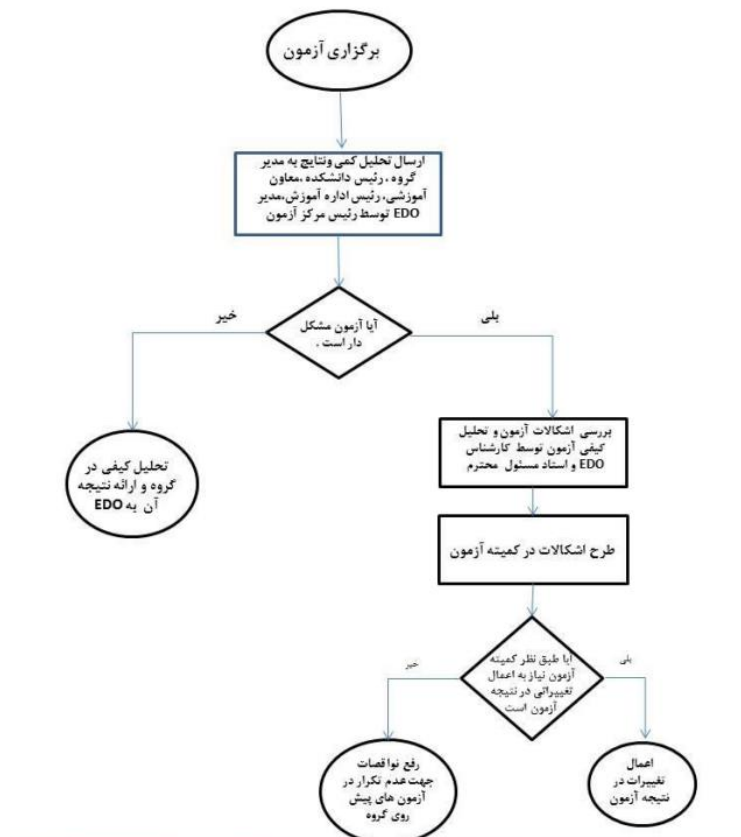 برگزاری آزمون
ارسال تحلیل کمی ونتایج به مدیر
گروه ، رئیس دانشکده ،معاون
آموزشی، رئیس اداره آموزش،مدیر
EDO توسط رئیس مرکز آزمون
آیا آزمون مشکل
دار است .
بلی
خیر
بررسی اشکالات آزمون و تحلیل
کیفی آزمون توسط کارشناس
EDO و استاد مسئول محترم
تحلیل کیفی در
گروه و ارائه نتیجه
آن به EDO
طرح اشکالات در کمیته آزمون
ایا طبق نظر کمیته
آزمون نیاز به اعمال
تغییراتی در نتیجه
آزمون است
بلی
خیر
اعمال
تغییرات در
نتیجه آزمون
رفع نواقصات
جهت عدم تکرار در
آزمون های پیش
روی گروه